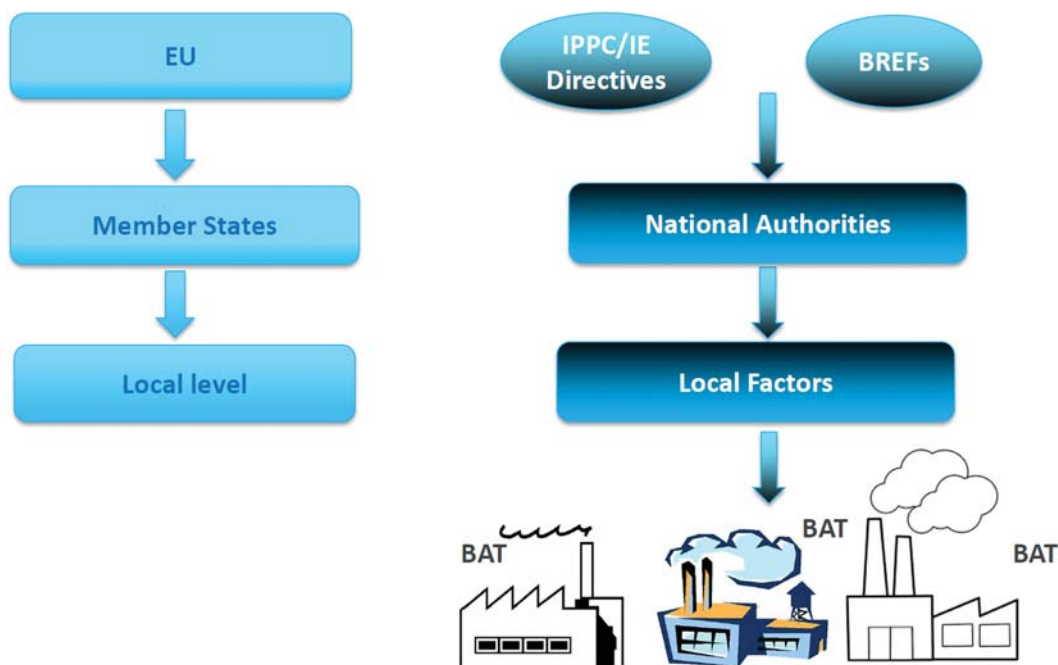 EU
IPPC/IE
Directives
BREFs
Member States
National Authorities
Local level
Local Factors
BAT
BAT
BAT